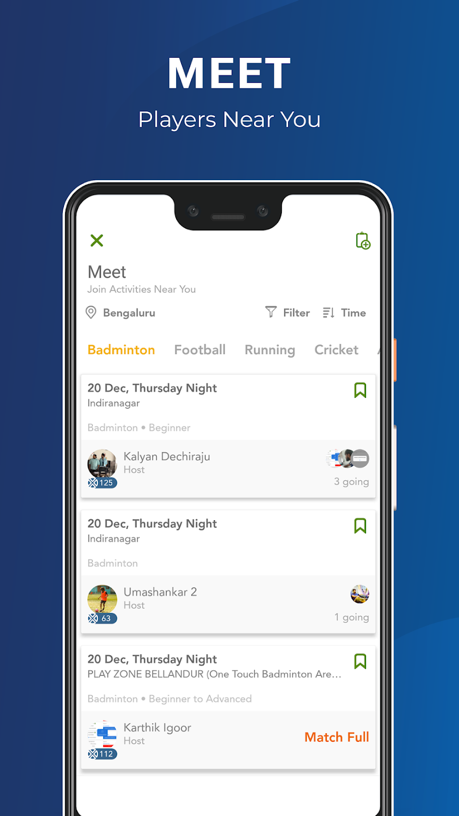 MEET
Players Near You
Meet
Join Activities Near You
Bengaluru
Filter
Time
Badminton
Football
Running
Cricket
20 Dec, Thursday Night
Indiranagar
Badminton • Beginner
Kalyan Dechiraju
Host
125
3 going
20 Dec, Thursday Night
Indiranagar
Badminton
Umashankar 2
Host
63
1 going
20 Dec, Thursday Night
PLAY ZONE BELLANDUR (One Touch Badminton Are...
Badminton • Beginner to Advanced
Karthik Igoor
Host
112
Match Full